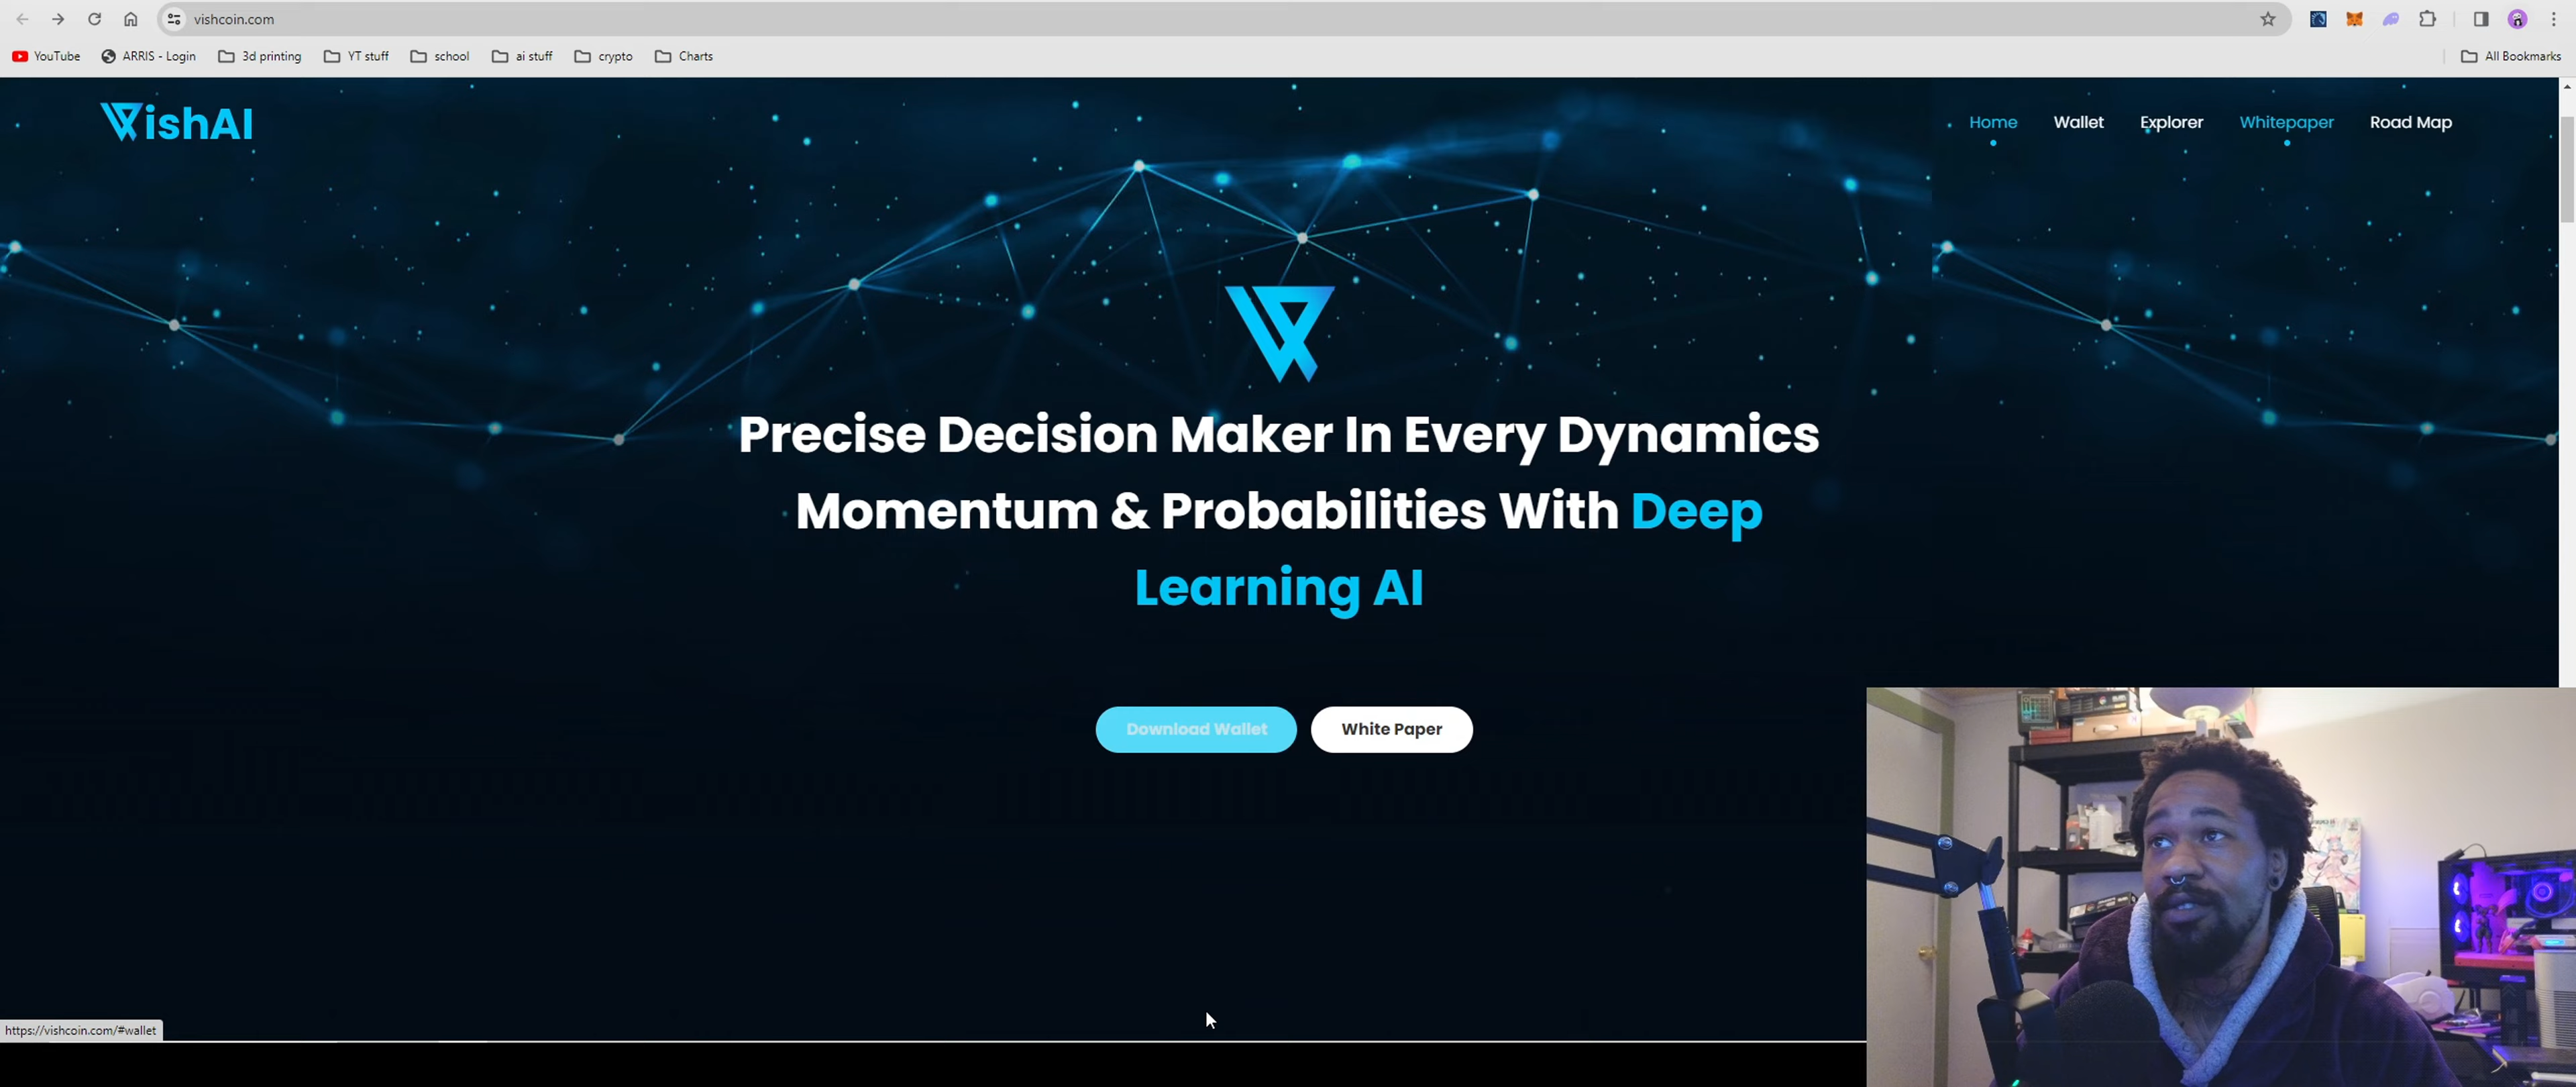 vishcoin.com
YouTube
ARRIS - Login
3d printing
YT stuff
school
ai stuff
crypto
Charts
All Bookmarks
VishAI
Home
Wallet
Explorer
Whitepaper
Road Map
Precise Decision Maker In Every Dynamics
Momentum & Probabilities With Deep
Learning AI
Download Wallet
White Paper
https://vishcoin.com/#wallet